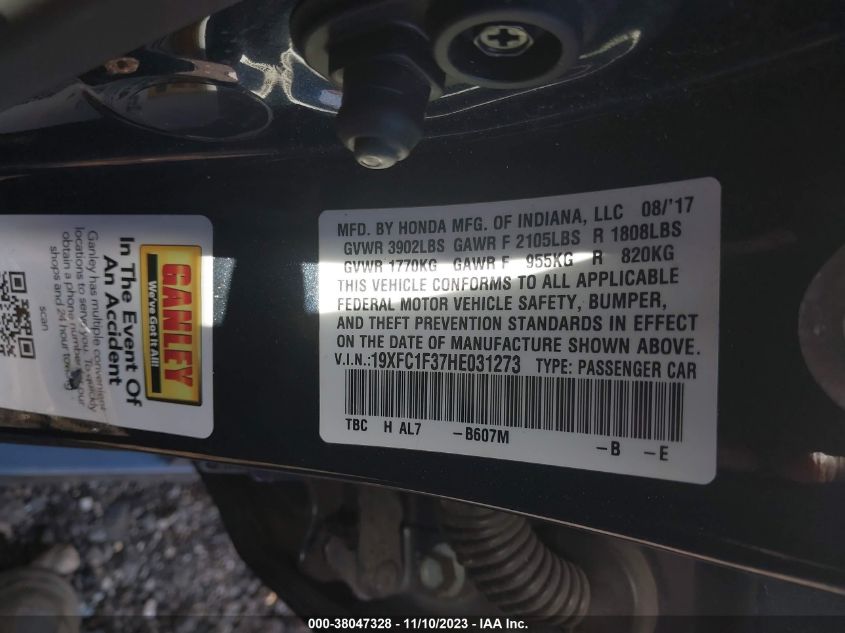 MFD. BY HONDA MFG. OF INDIANA, LLC 08/'17
GVWR 3902LBS GAWR F 2105LBS R 1808LBS
GVWR 1770KG GAWR F 955KG R 820KG
THIS VEHICLE CONFORMS TO ALL APPLICABLE
FEDERAL MOTOR VEHICLE SAFETY, BUMPER,
AND THEFT PREVENTION STANDARDS IN EFFECT
ON THE DATE OF MANUFACTURE SHOWN ABOVE.
V.I.N.:19XFC1F37HE031273 TYPE: PASSENGER CAR
TBC H AL7 -B607M -B -E
GANLEY
We've Got It All!
In The Event Of
An Accident
Ganley has multiple convenient
locations to serve you. To quickly
obtain a phone number our
shops and 24 hour
scan
000-38047328 - 11/10/2023 - IAA Inc.